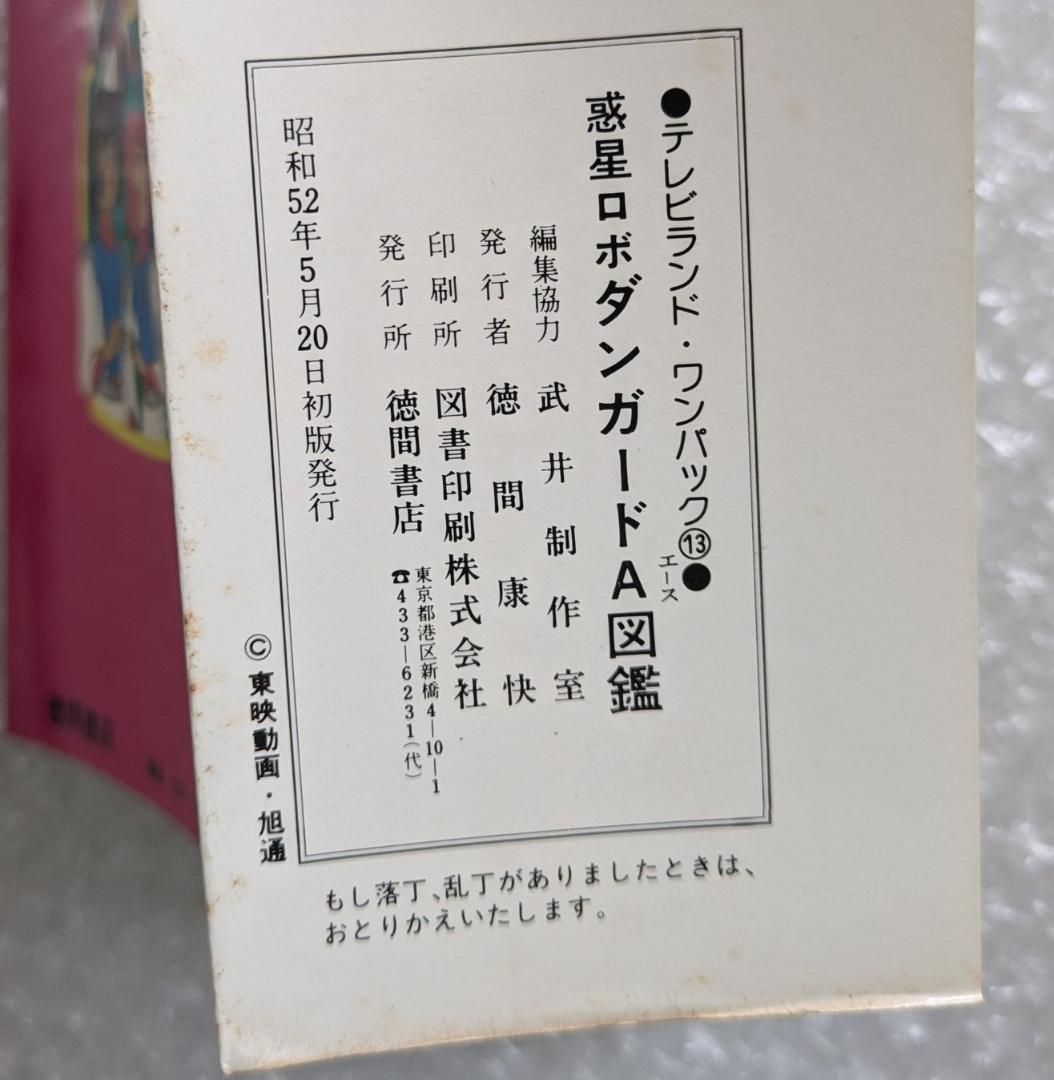 ●テレビランド・ワンパック⑬●
惑星ロボダンガードA図鑑
エース
編集協力 武井制作室
発行者 徳間康快
印刷所 図書印刷株式会社
発行所 徳間書店
東京都港区新橋4―10―1
☎433―6231(代)
昭和52年5月20日初版発行
©東映動画・旭通
もし落丁、乱丁がありましたときは、
おとりかえいたします。